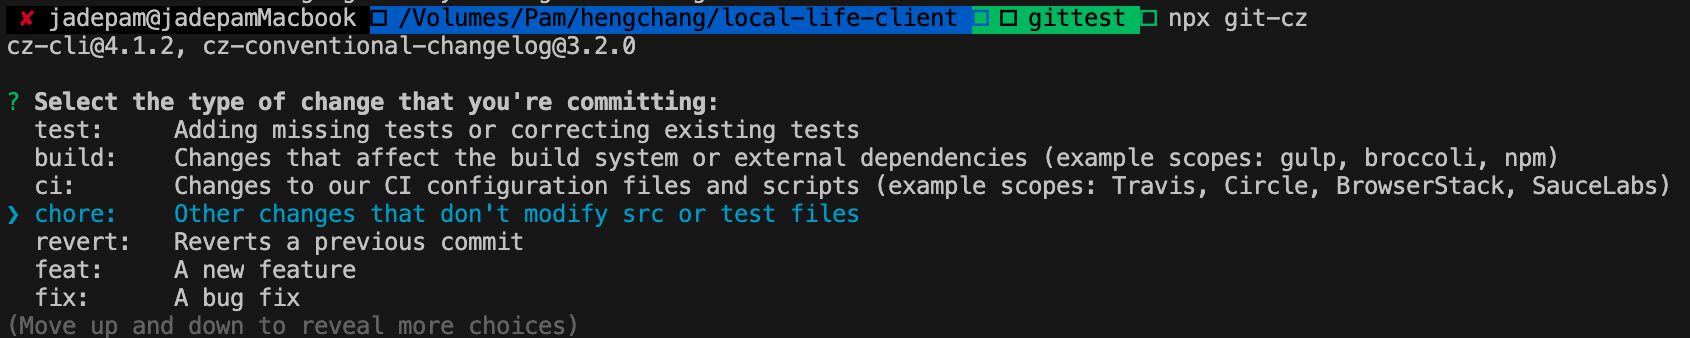 ✘ jadepam@jadepamMacbook /Volumes/Pam/hengchang/local-life-client gittest npx git-cz
cz-cli@4.1.2, cz-conventional-changelog@3.2.0
? Select the type of change that you're committing:
test: Adding missing tests or correcting existing tests
build: Changes that affect the build system or external dependencies (example scopes: gulp, broccoli, npm)
ci: Changes to our CI configuration files and scripts (example scopes: Travis, Circle, BrowserStack, SauceLabs)
❯ chore: Other changes that don't modify src or test files
revert: Reverts a previous commit
feat: A new feature
fix: A bug fix
(Move up and down to reveal more choices)